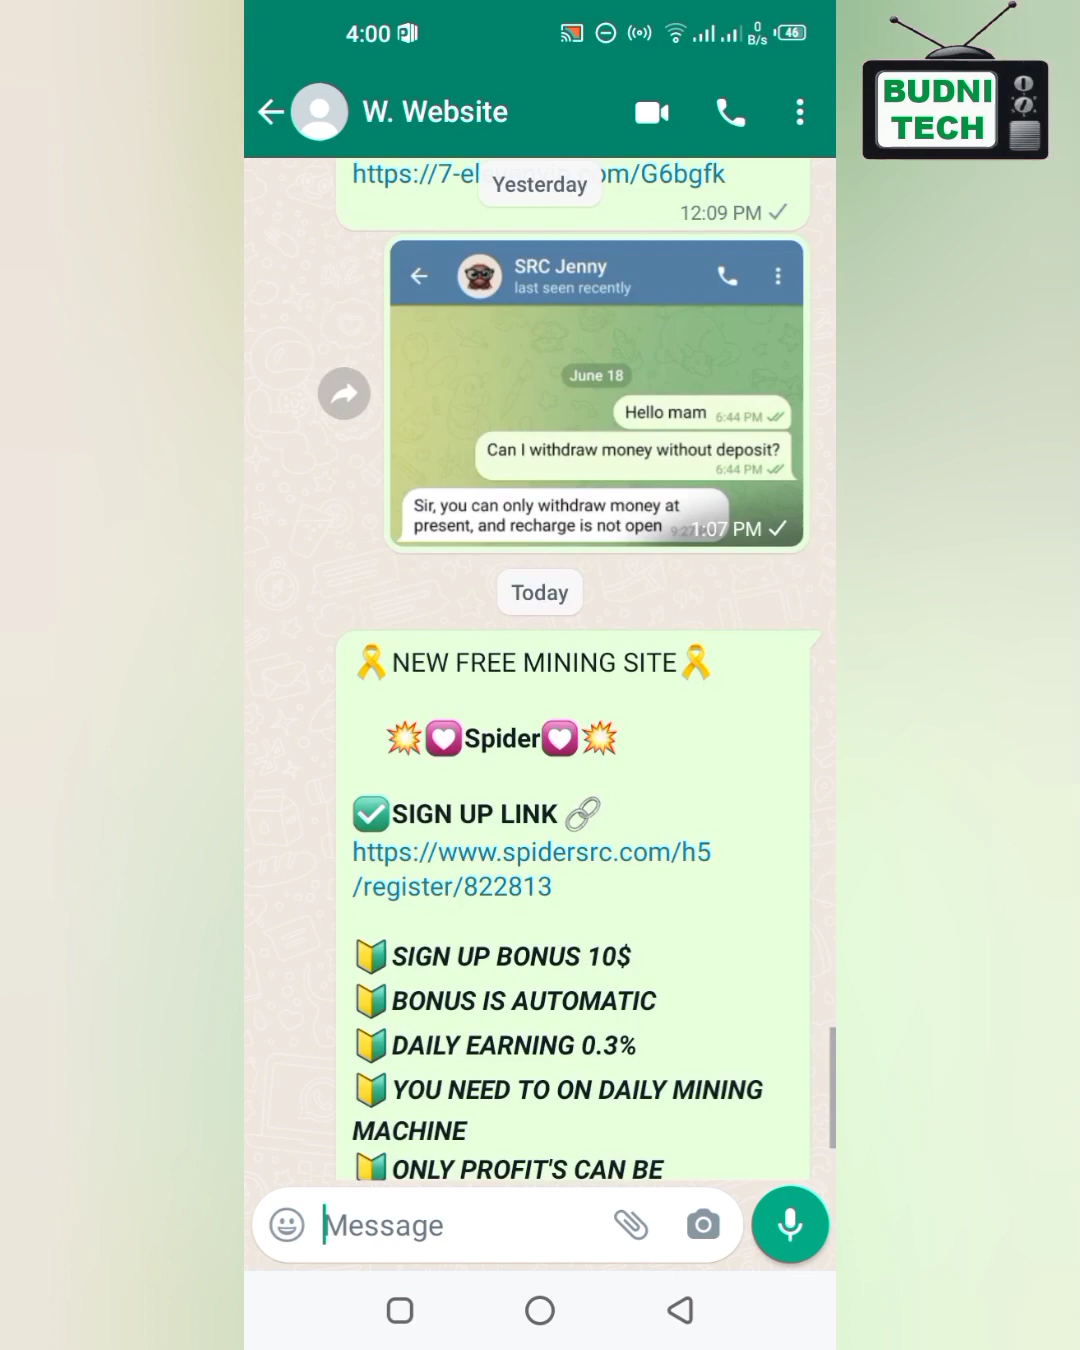 4:00
0
B/s
46
BUDNI
TECH
W. Website
https://7-el
om/G6bgfk
Yesterday
12:09 PM
SRC Jenny
last seen recently
June 18
Hello mam 6:44 PM
Can I withdraw money without deposit?
6:44 PM
Sir, you can only withdraw money at
present, and recharge is not open
1:07 PM
Today
NEW FREE MINING SITE
Spider
SIGN UP LINK
https://www.spidersrc.com/h5
/register/822813
SIGN UP BONUS 10$
BONUS IS AUTOMATIC
DAILY EARNING 0.3%
YOU NEED TO ON DAILY MINING
MACHINE
ONLY PROFIT'S CAN BE
Message